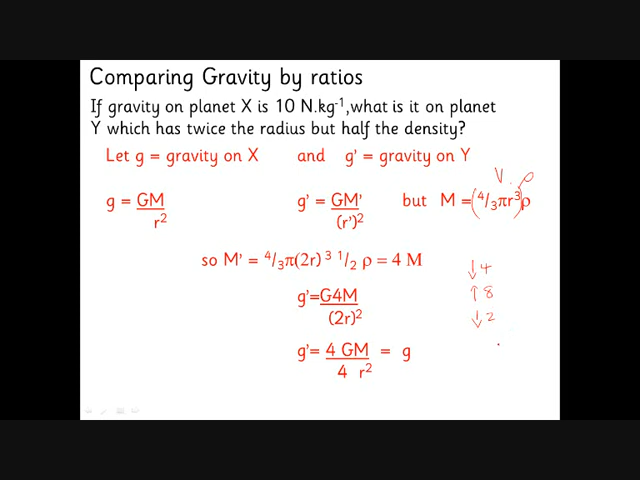 Comparing Gravity by ratios
If gravity on planet X is 10 N.kg⁻¹,what is it on planet
Y which has twice the radius but half the density?
Let g = gravity on X and g' = gravity on Y
V . ρ
g = GM/r² g' = GM'/(r')² but M = (⁴/₃πr³)ρ
so M' = ⁴/₃π(2r)³ ¹/₂ ρ = 4 M
↓ 4
g'=G4M/(2r)²
↑ 8
↓ 2
g'= 4 GM/4 r² = g